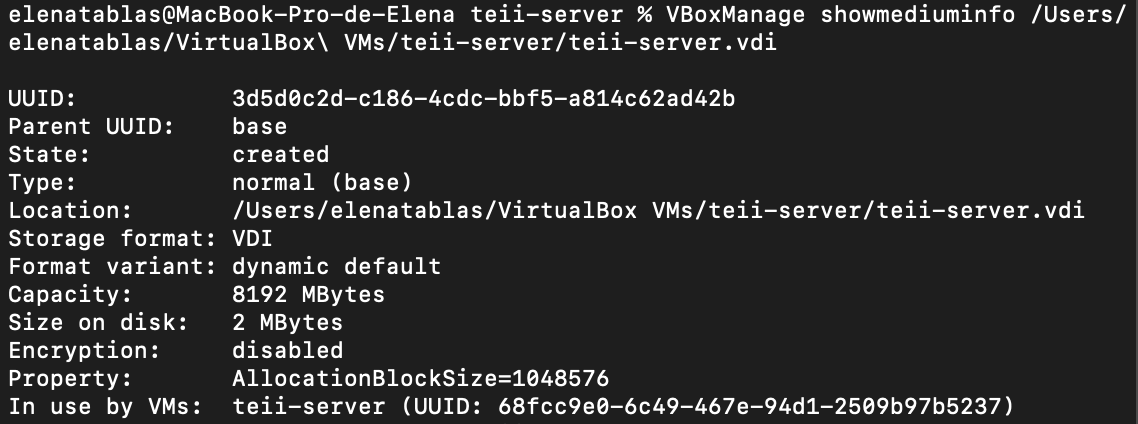 elenatablas@MacBook-Pro-de-Elena teii-server % VBoxManage showmediuminfo /Users/
elenatablas/VirtualBox\ VMs/teii-server/teii-server.vdi
UUID: 3d5d0c2d-c186-4cdc-bbf5-a814c62ad42b
Parent UUID: base
State: created
Type: normal (base)
Location: /Users/elenatablas/VirtualBox VMs/teii-server/teii-server.vdi
Storage format: VDI
Format variant: dynamic default
Capacity: 8192 MBytes
Size on disk: 2 MBytes
Encryption: disabled
Property: AllocationBlockSize=1048576
In use by VMs: teii-server (UUID: 68fcc9e0-6c49-467e-94d1-2509b97b5237)